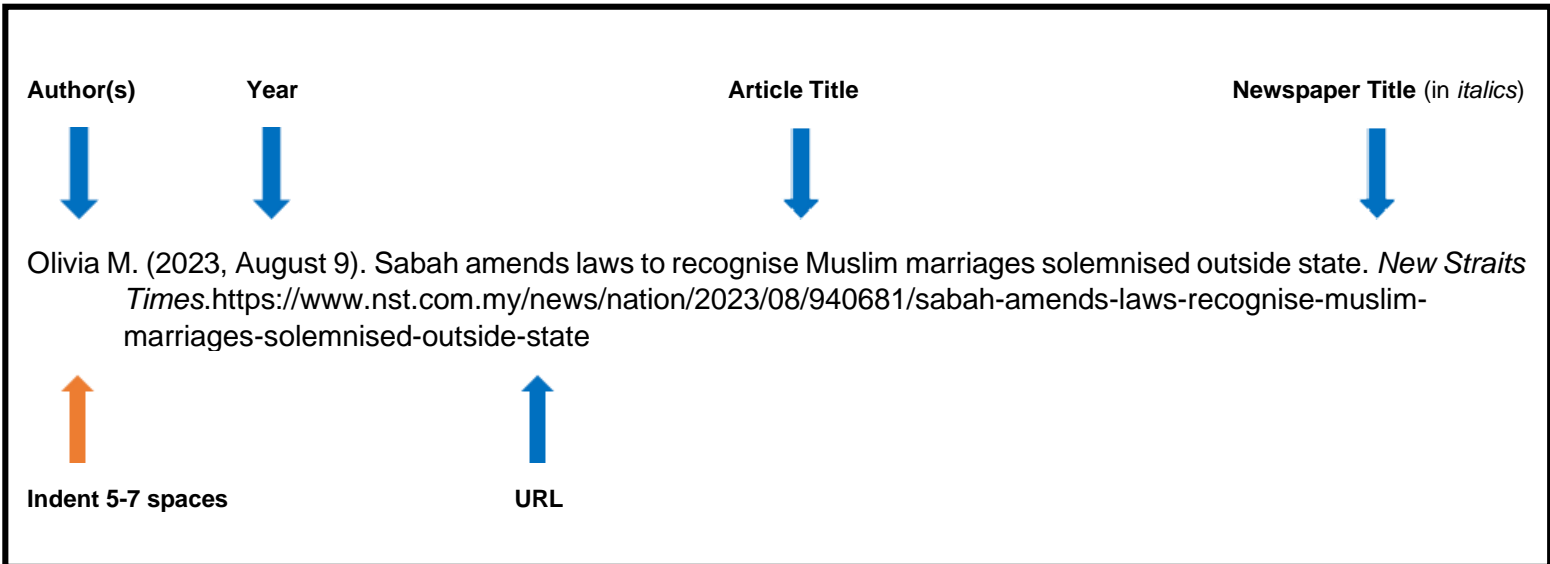 Author(s) Year Article Title Newspaper Title (in italics)
Olivia M. (2023, August 9). Sabah amends laws to recognise Muslim marriages solemnised outside state. New Straits
Times.https://www.nst.com.my/news/nation/2023/08/940681/sabah-amends-laws-recognise-muslim-
marriages-solemnised-outside-state
Indent 5-7 spaces URL